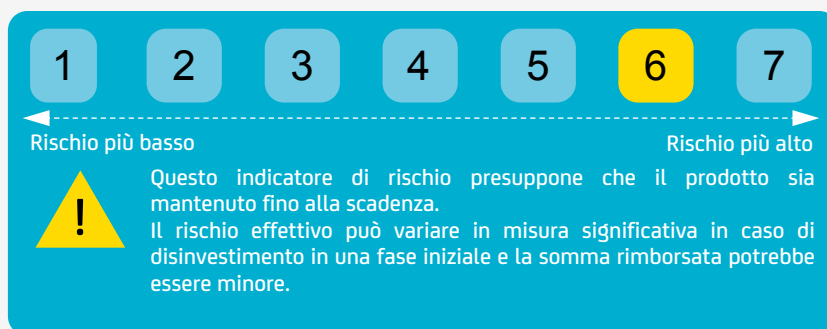 1 2 3 4 5 6 7
Rischio più basso Rischio più alto
!
Questo indicatore di rischio presuppone che il prodotto sia
mantenuto fino alla scadenza.
Il rischio effettivo può variare in misura significativa in caso di
disinvestimento in una fase iniziale e la somma rimborsata potrebbe
essere minore.